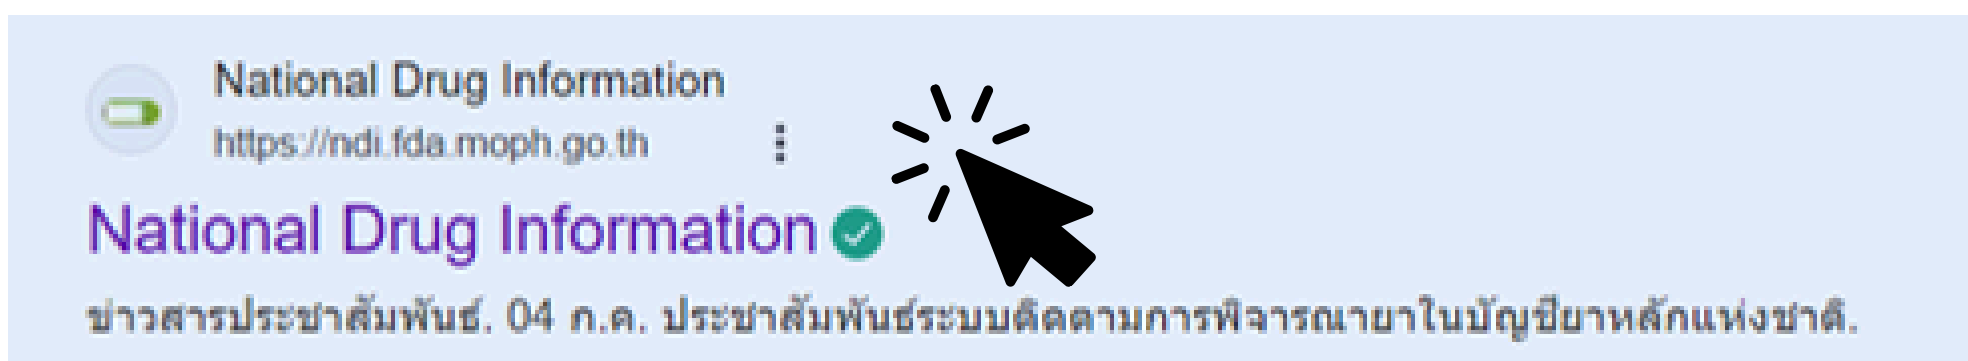 National Drug Information
https://ndi.fda.moph.go.th
National Drug Information
ข่าวสารประชาสัมพันธ์. 04 ก.ค. ประชาสัมพันธ์ระบบติดตามการพิจารณายาในบัญชียาหลักแห่งชาติ.